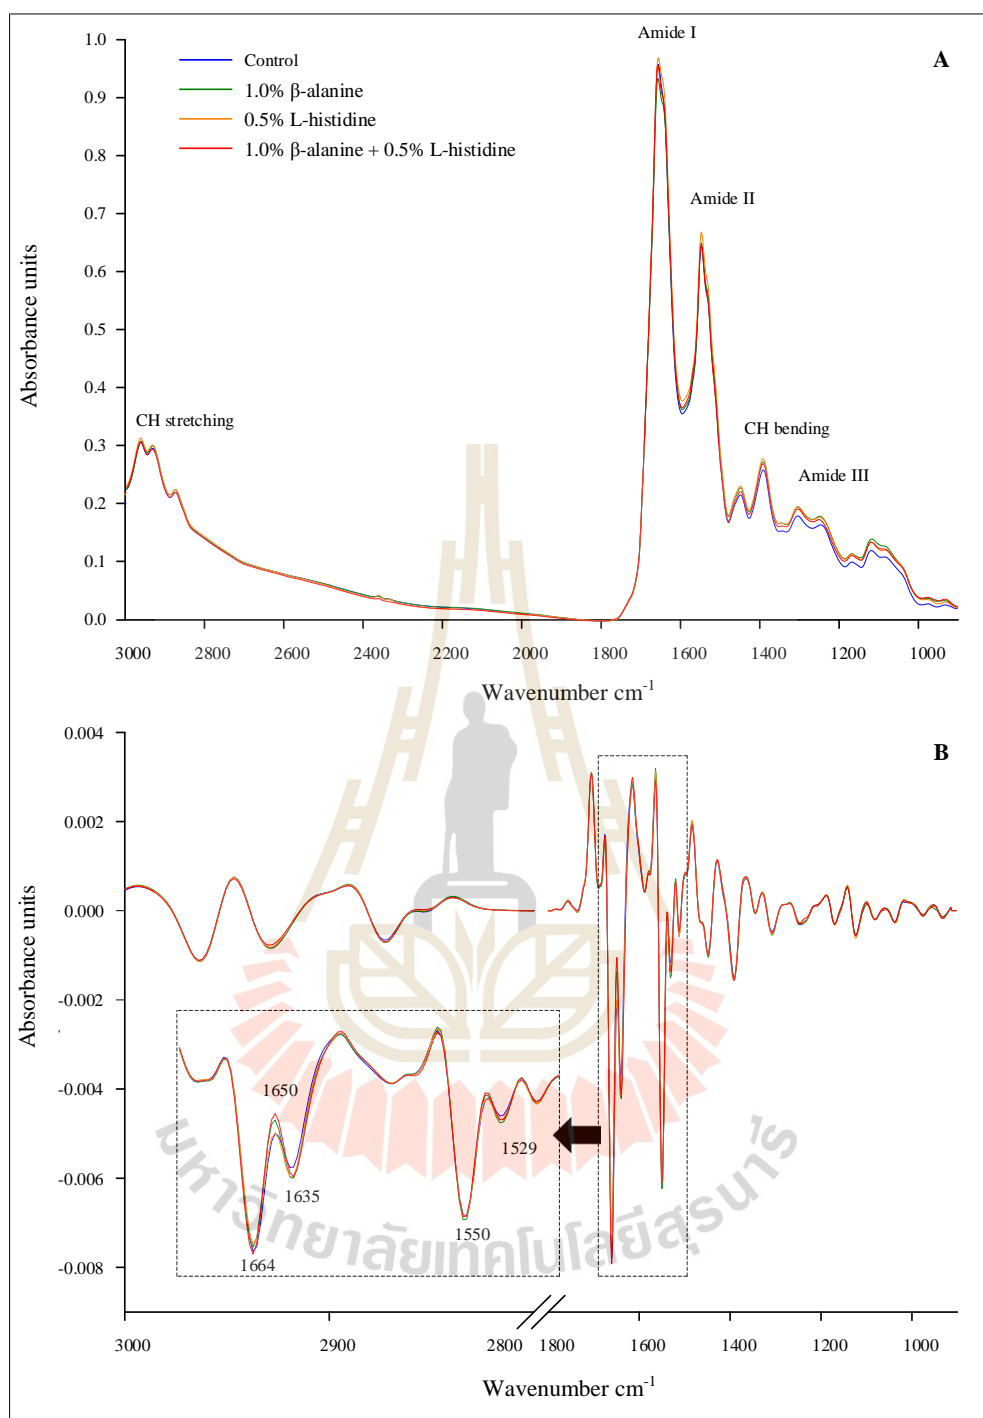 Amide I
A
1.0
Control
1.0% β-alanine
0.5% L-histidine
1.0% β-alanine + 0.5% L-histidine
0.9
0.8
0.7
Amide II
0.6
0.5
0.4
CH stretching
CH bending
0.3
Amide III
0.2
0.1
0.0
Absorbance units
3000 2800 2600 2400 2200 2000 1800 1600 1400 1200 1000
Wavenumber cm⁻¹
0.004
B
0.002
0.000
-0.002
-0.004
-0.006
-0.008
Absorbance units
1650
1635
1664
1529
1550
มหาวิทยาลัยเทคโนโลยีสุรนารี
3000 2900 2800 1800 1600 1400 1200 1000
Wavenumber cm⁻¹